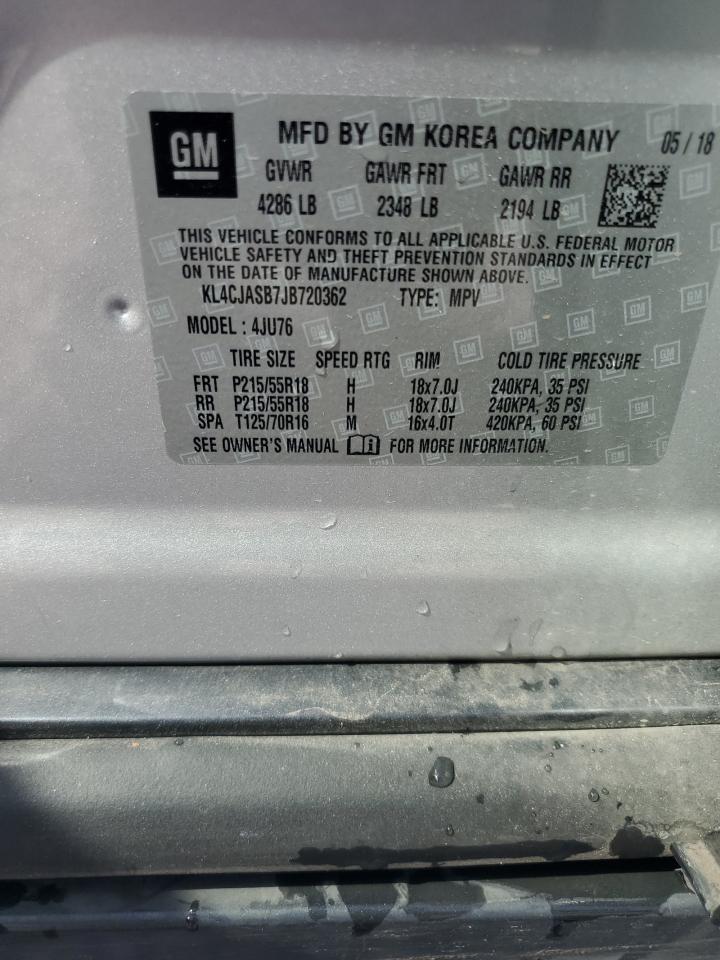 GM MFD BY GM KOREA COMPANY 05 / 18
GVWR GAWR FRT GAWR RR
4286 LB 2348 LB 2194 LB
THIS VEHICLE CONFORMS TO ALL APPLICABLE U.S. FEDERAL MOTOR
VEHICLE SAFETY AND THEFT PREVENTION STANDARDS IN EFFECT
ON THE DATE OF MANUFACTURE SHOWN ABOVE.
KL4CJASB7JB720362 TYPE: MPV
MODEL : 4JU76
TIRE SIZE SPEED RTG RIM COLD TIRE PRESSURE
FRT P215/55R18 H 18x7.0J 240KPA, 35 PSI
RR P215/55R18 H 18x7.0J 240KPA, 35 PSI
SPA T125/70R16 M 16x4.0T 420KPA, 60 PSI
SEE OWNER'S MANUAL i FOR MORE INFORMATION.